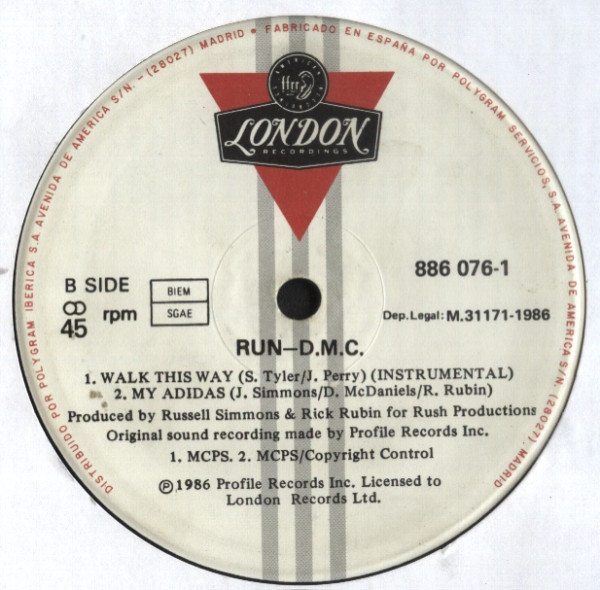 DISTRIBUIDO POR POLYGRAM IBERICA S.A. AVENIDA DE AMERICA S/N. - (28027) MADRID • FABRICADO EN ESPAÑA POR POLYGRAM SERVICIOS, S.A. AVENIDA DE AMERICA S/N. - (28027). MADRID
ffrr
LONDON
RECORDINGS
B SIDE
45 rpm
BIEM
SGAE
886 076-1
Dep. Legal: M.31171-1986
RUN—D.M.C.
1. WALK THIS WAY (S. Tyler/J. Perry) (INSTRUMENTAL)
2. MY ADIDAS (J. Simmons/D. McDaniels/R. Rubin)
Produced by Russell Simmons & Rick Rubin for Rush Productions
Original sound recording made by Profile Records Inc.
1. MCPS. 2. MCPS/Copyright Control
℗1986 Profile Records Inc. Licensed to
London Records Ltd.